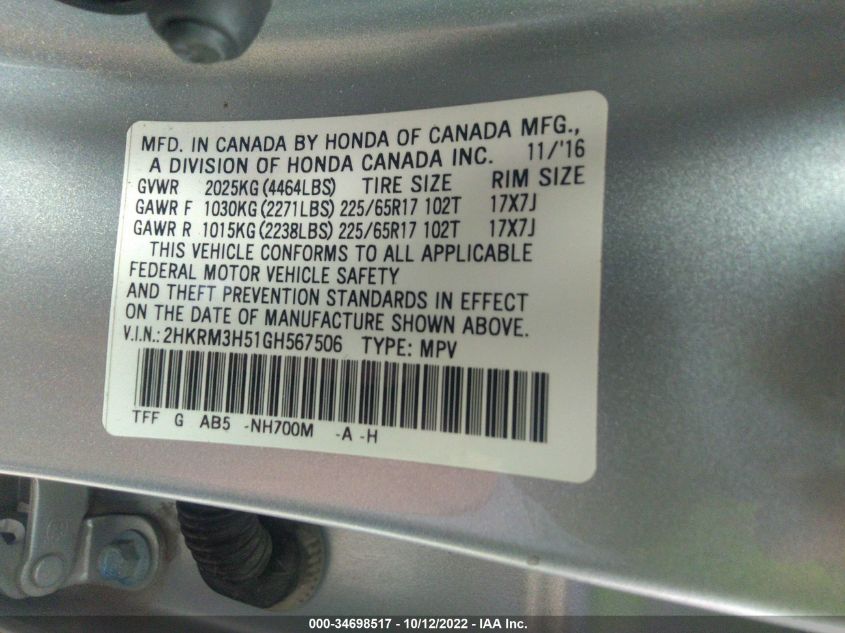 MFD. IN CANADA BY HONDA OF CANADA MFG.,
A DIVISION OF HONDA CANADA INC. 11/'16
GVWR 2025KG (4464LBS) TIRE SIZE RIM SIZE
GAWR F 1030KG (2271LBS) 225/65R17 102T 17X7J
GAWR R 1015KG (2238LBS) 225/65R17 102T 17X7J
THIS VEHICLE CONFORMS TO ALL APPLICABLE
FEDERAL MOTOR VEHICLE SAFETY
AND THEFT PREVENTION STANDARDS IN EFFECT
ON THE DATE OF MANUFACTURE SHOWN ABOVE.
V.I.N.: 2HKRM3H51GH567506 TYPE: MPV
TFF G AB5 -NH700M -A -H
000-34698517 - 10/12/2022 - IAA Inc.